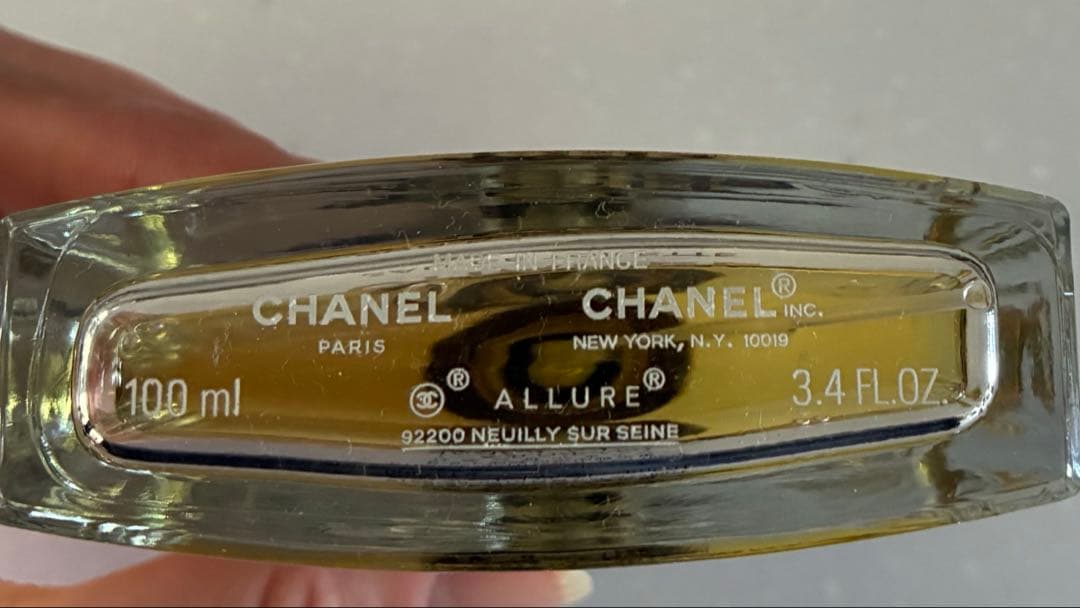 MADE IN FRANCE
CHANEL CHANEL® INC.
PARIS NEW YORK, N.Y. 10019
100 ml ® ALLURE® 3.4 FL.OZ.
92200 NEUILLY SUR SEINE